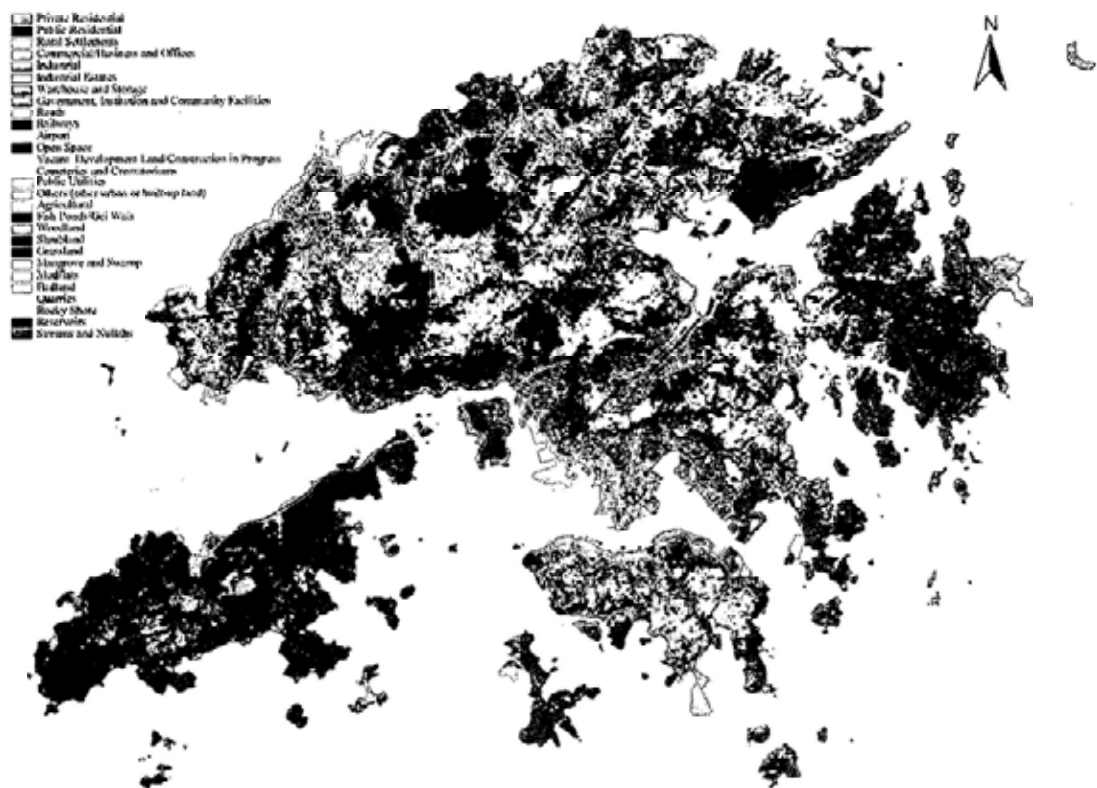 Private Residential
Public Residential
Rural Settlements
Commercial/Business and Offices
Industrial
Industrial Estates
Warehouse and Storage
Government, Institution and Community Facilities
Roads
Railways
Airport
Open Space
Vacant Development Land/Construction in Progress
Cemeteries and Crematoriums
Public Utilities
Others (other urban or built-up land)
Agricultural
Fish Ponds/Gei Wais
Woodland
Shrubland
Grassland
Mangrove and Swamp
Mudflats
Badland
Quarries
Rocky Shore
Reservoirs
Streams and Nullahs
N